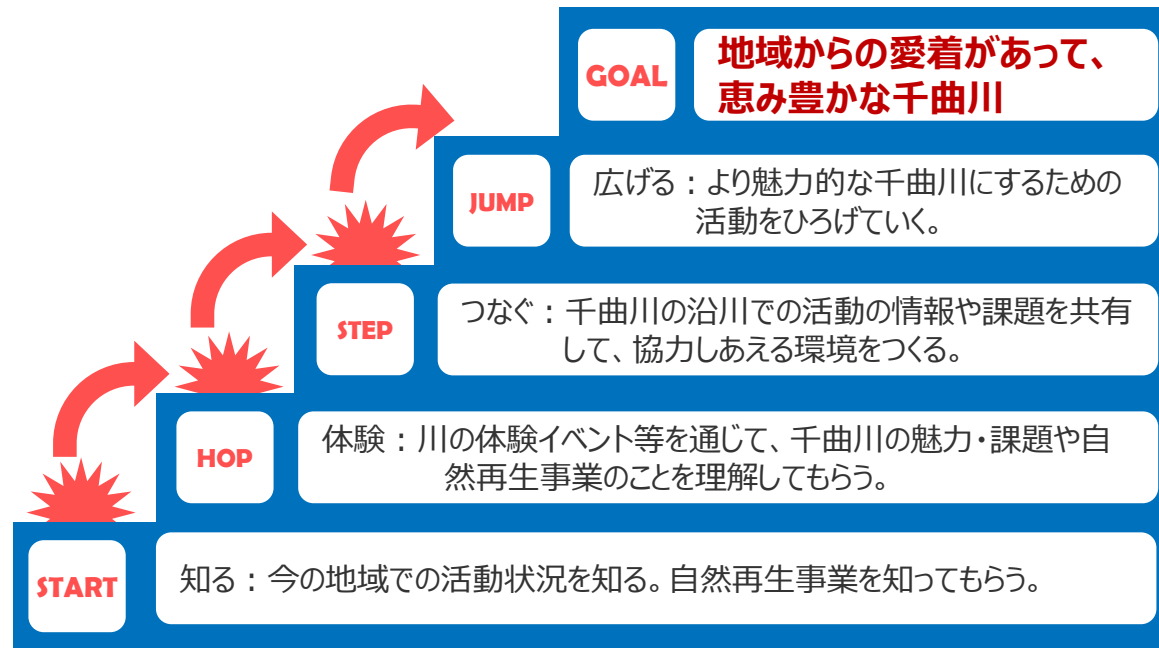 GOAL
地域からの愛着があって、
恵み豊かな千曲川
JUMP
広げる：より魅力的な千曲川にするための
活動をひろげていく。
STEP
つなぐ：千曲川の沿川での活動の情報や課題を共有
して、協力しあえる環境をつくる。
HOP
体験：川の体験イベント等を通じて、千曲川の魅力・課題や自
然再生事業のことを理解してもらう。
START
知る：今の地域での活動状況を知る。自然再生事業を知ってもらう。